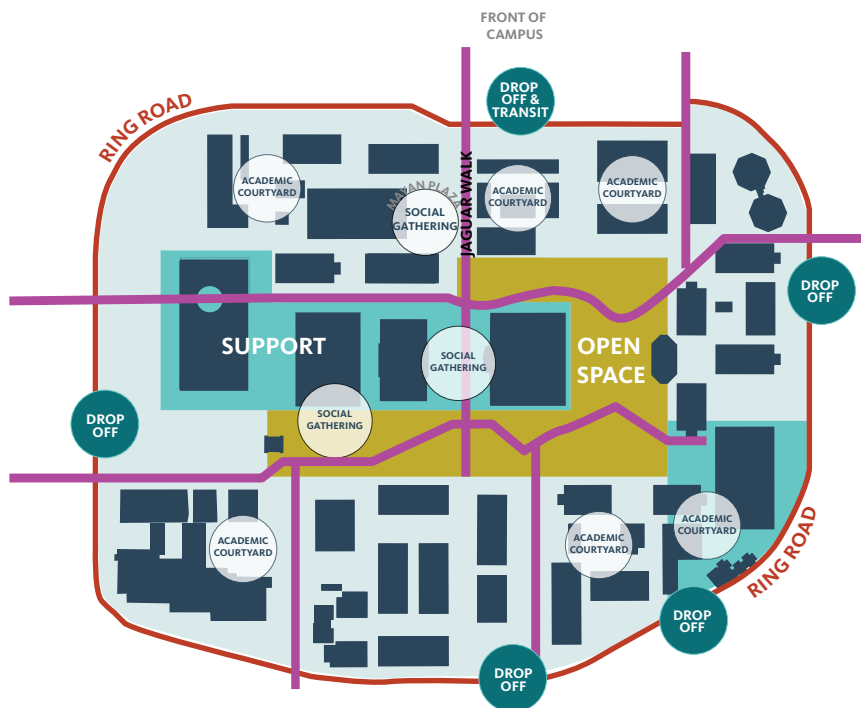 FRONT OF
CAMPUS
DROP
OFF &
TRANSIT
RING ROAD
JAGUAR WALK
MAYAN PLAZA
SOCIAL
GATHERING
ACADEMIC
COURTYARD
ACADEMIC
COURTYARD
ACADEMIC
COURTYARD
DROP
OFF
SUPPORT
OPEN
SPACE
SOCIAL
GATHERING
SOCIAL
GATHERING
DROP
OFF
ACADEMIC
COURTYARD
ACADEMIC
COURTYARD
ACADEMIC
COURTYARD
RING ROAD
DROP
OFF
DROP
OFF